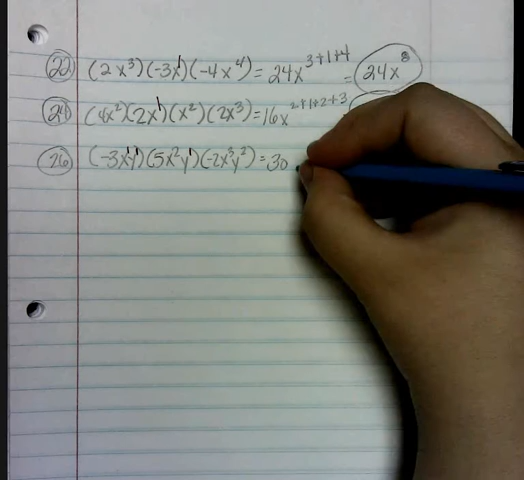 22 (2x³)(-3x¹)(-4x⁴) = 24x³⁺¹⁺⁴ = 24x⁸
24 (4x²)(2x¹)(x²)(2x³) = 16x²⁺¹⁺²⁺³
26 (-3x¹y¹)(5x²y¹)(-2x³y²) = 30